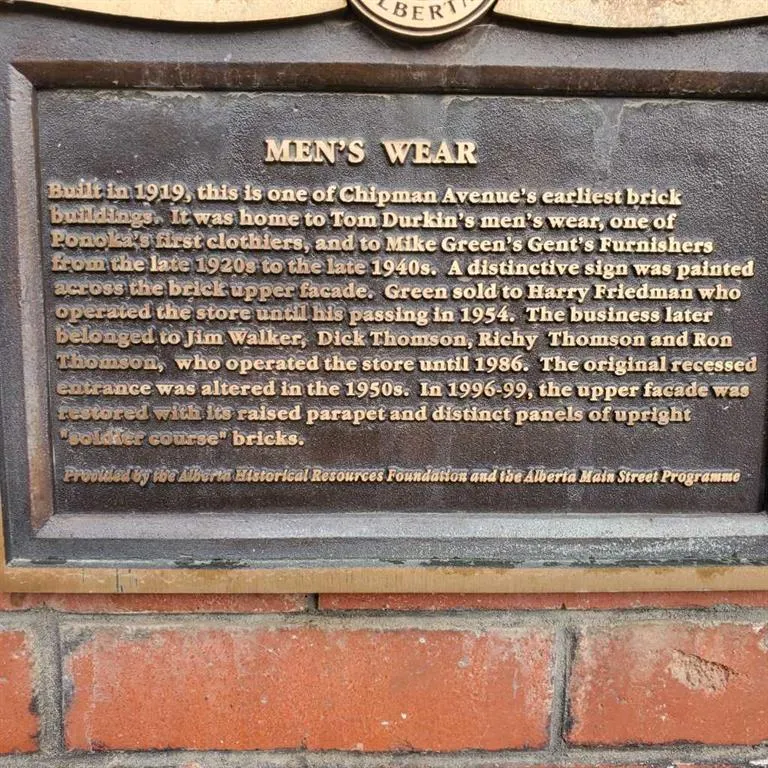 ALBERTA
MEN'S WEAR
Built in 1919, this is one of Chipman Avenue's earliest brick
buildings. It was home to Tom Durkin's men's wear, one of
Ponoka's first clothiers, and to Mike Green's Gent's Furnishers
from the late 1920s to the late 1940s. A distinctive sign was painted
across the brick upper facade. Green sold to Harry Friedman who
operated the store until his passing in 1954. The business later
belonged to Jim Walker, Dick Thomson, Richy Thomson and Ron
Thomson, who operated the store until 1986. The original recessed
entrance was altered in the 1950s. In 1996-99, the upper facade was
restored with its raised parapet and distinct panels of upright
"soldier course" bricks.
Provided by the Alberta Historical Resources Foundation and the Alberta Main Street Programme